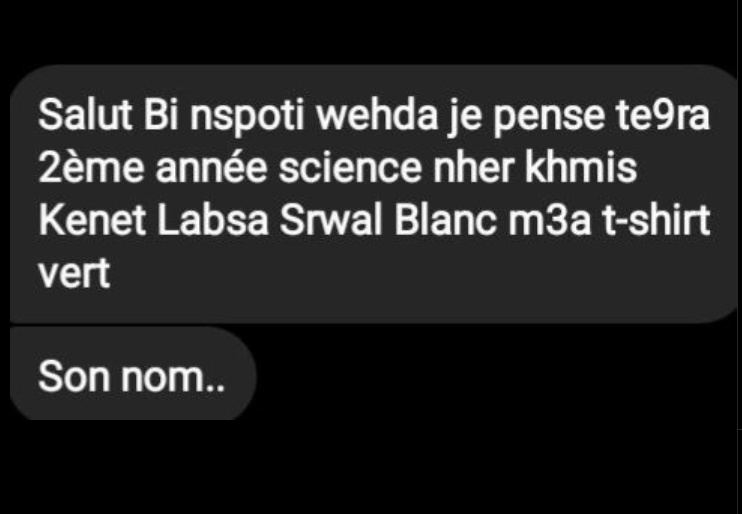 Salut Bi nspoti wehda je pense te9ra
2ème année science nher khmis
Kenet Labsa Srwal Blanc m3a t-shirt
vert
Son nom..